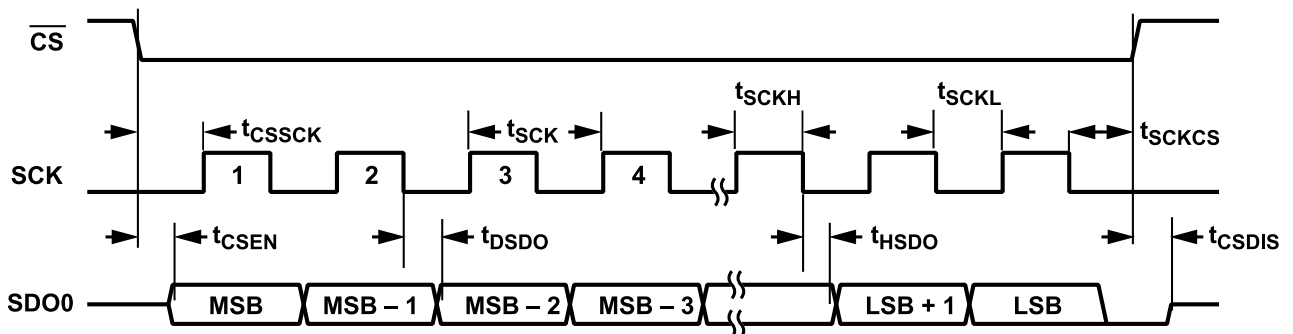 CS
tSCKH tSCKL
tCSSCK tSCK tSCKCS
SCK 1 2 3 4
tCSEN tDSDO tHSDO tCSDIS
SDO0 MSB MSB – 1 MSB – 2 MSB – 3 LSB + 1 LSB